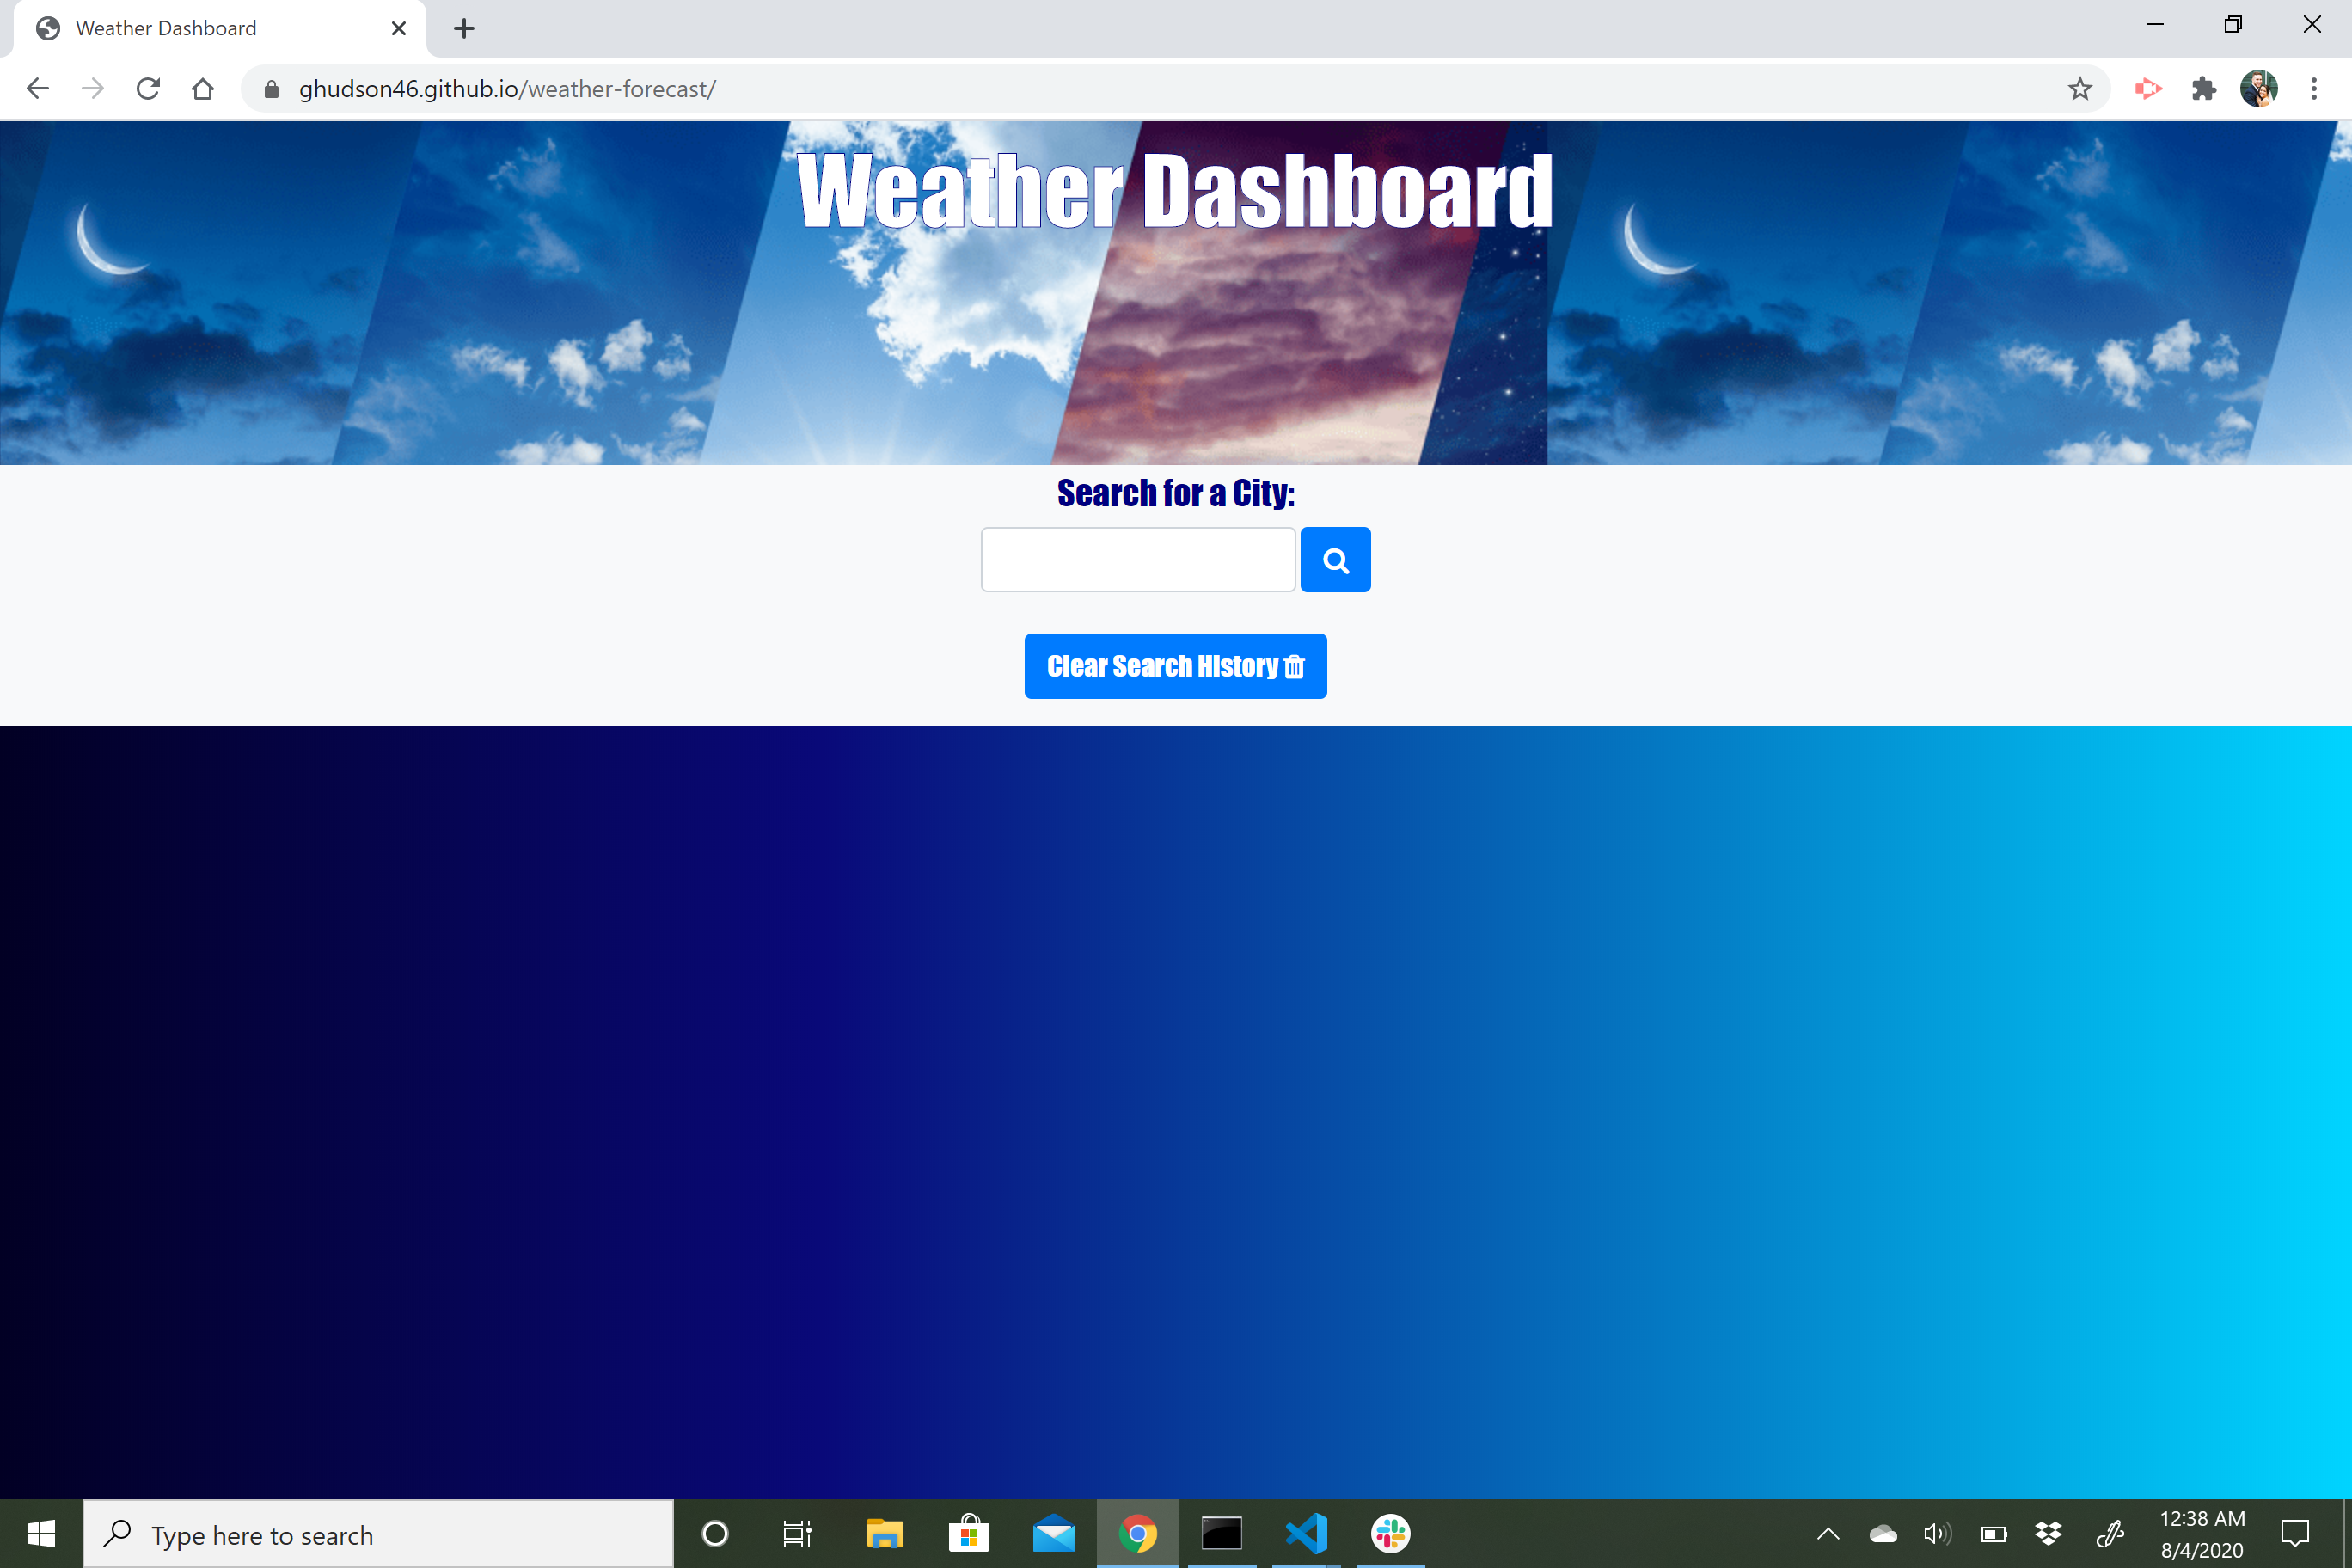 Weather Dashboard
ghudson46.github.io/weather-forecast/
Weather Dashboard
Search for a City:
Clear Search History
Type here to search
12:38 AM
8/4/2020